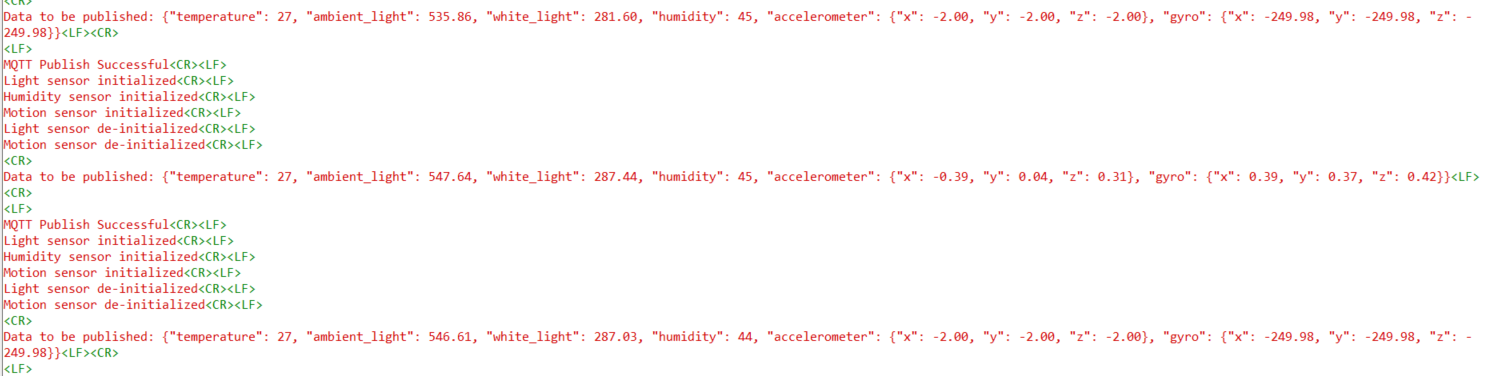 <CR>
Data to be published: {"temperature": 27, "ambient_light": 535.86, "white_light": 281.60, "humidity": 45, "accelerometer": {"x": -2.00, "y": -2.00, "z": -2.00}, "gyro": {"x": -249.98, "y": -249.98, "z": -
249.98}}<LF><CR>
<LF>
MQTT Publish Successful<CR><LF>
Light sensor initialized<CR><LF>
Humidity sensor initialized<CR><LF>
Motion sensor initialized<CR><LF>
Light sensor de-initialized<CR><LF>
Motion sensor de-initialized<CR><LF>
<CR>
Data to be published: {"temperature": 27, "ambient_light": 547.64, "white_light": 287.44, "humidity": 45, "accelerometer": {"x": -0.39, "y": 0.04, "z": 0.31}, "gyro": {"x": 0.39, "y": 0.37, "z": 0.42}}<LF>
<CR>
<LF>
MQTT Publish Successful<CR><LF>
Light sensor initialized<CR><LF>
Humidity sensor initialized<CR><LF>
Motion sensor initialized<CR><LF>
Light sensor de-initialized<CR><LF>
Motion sensor de-initialized<CR><LF>
<CR>
Data to be published: {"temperature": 27, "ambient_light": 546.61, "white_light": 287.03, "humidity": 44, "accelerometer": {"x": -2.00, "y": -2.00, "z": -2.00}, "gyro": {"x": -249.98, "y": -249.98, "z": -
249.98}}<LF><CR>
<LF>